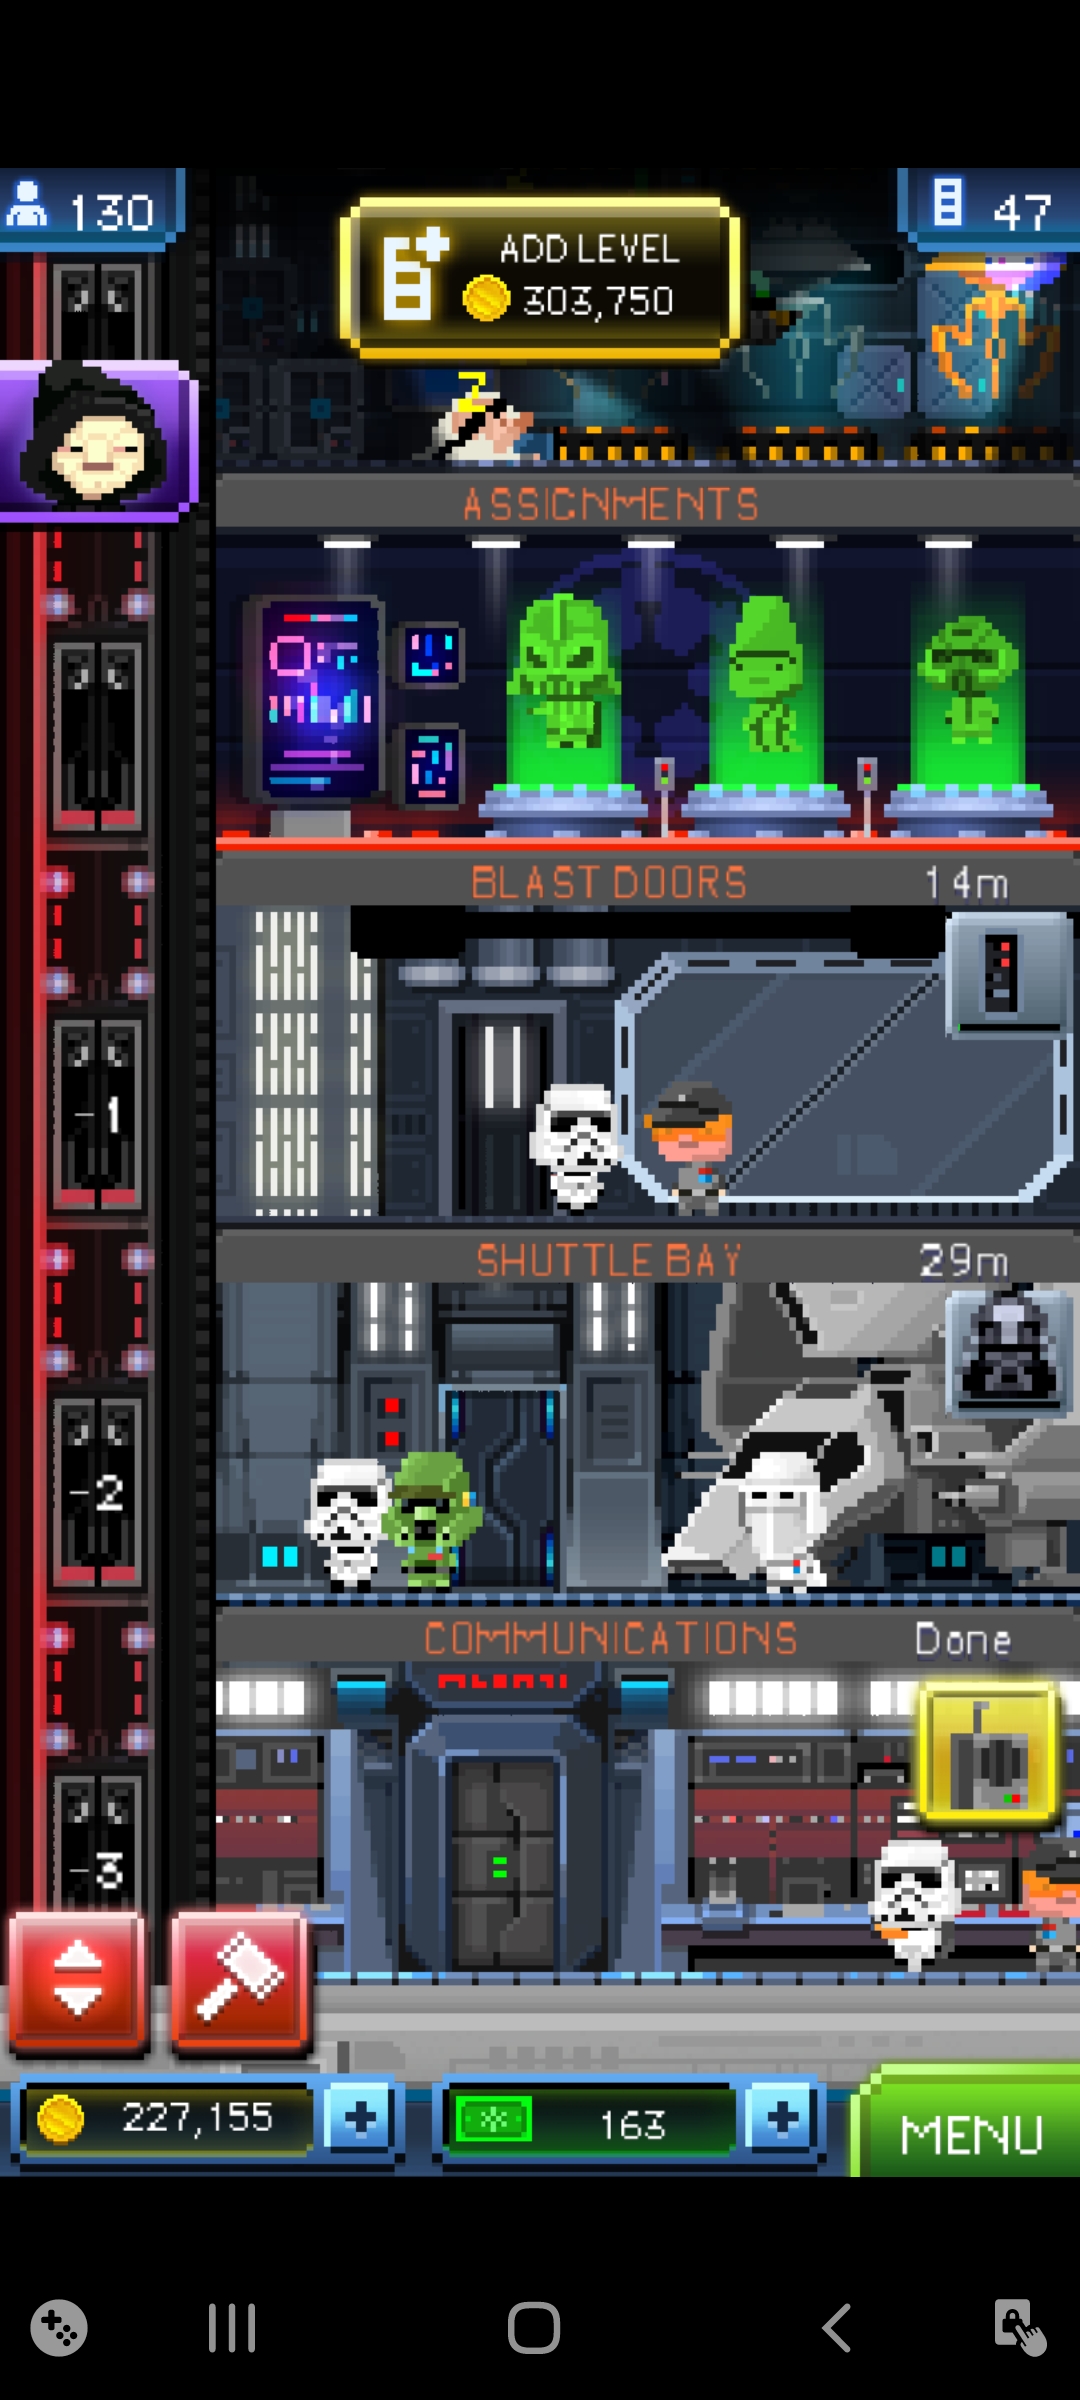 130
ADD LEVEL
303,750
47
Z
ASSIGNMENTS
BLAST DOORS 14m
-1
SHUTTLE BAY 29m
-2
COMMUNICATIONS Done
-3
227,155
163
MENU